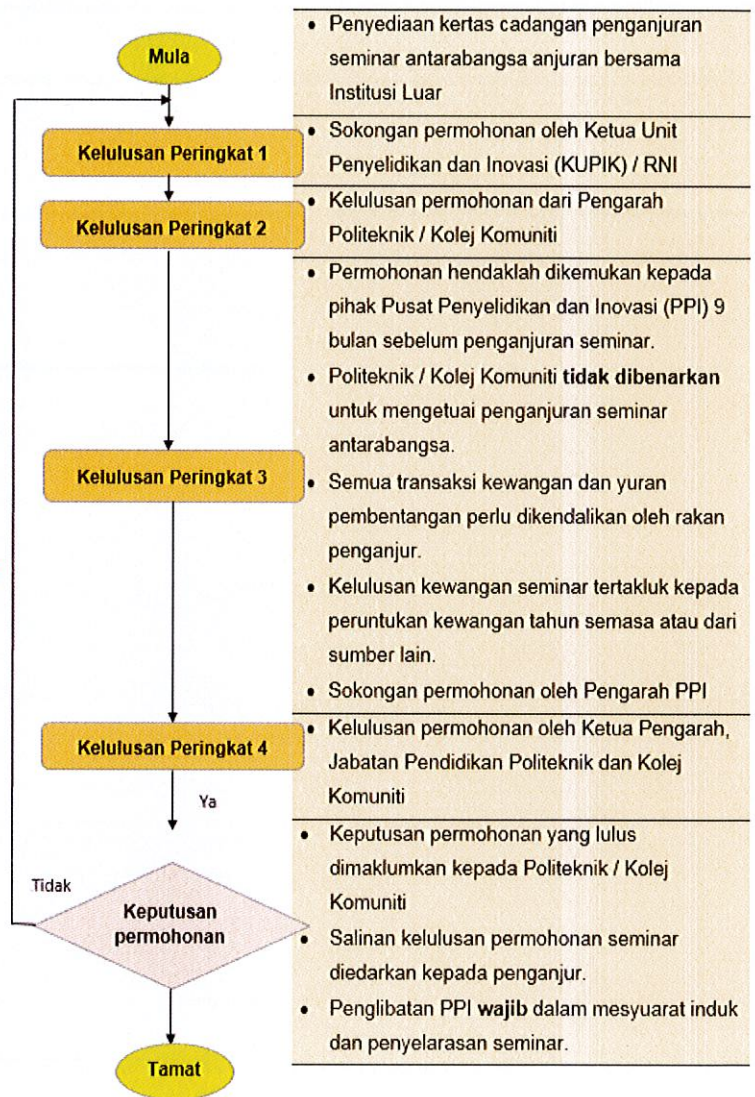 Mula
• Penyediaan kertas cadangan penganjuran
seminar antarabangsa anjuran bersama
Institusi Luar
Kelulusan Peringkat 1
• Sokongan permohonan oleh Ketua Unit
Penyelidikan dan Inovasi (KUPIK) / RNI
Kelulusan Peringkat 2
• Kelulusan permohonan dari Pengarah
Politeknik / Kolej Komuniti
Kelulusan Peringkat 3
• Permohonan hendaklah dikemukan kepada
pihak Pusat Penyelidikan dan Inovasi (PPI) 9
bulan sebelum penganjuran seminar.
• Politeknik / Kolej Komuniti tidak dibenarkan
untuk mengetuai penganjuran seminar
antarabangsa.
• Semua transaksi kewangan dan yuran
pembentangan perlu dikendalikan oleh rakan
penganjur.
• Kelulusan kewangan seminar tertakluk kepada
peruntukan kewangan tahun semasa atau dari
sumber lain.
• Sokongan permohonan oleh Pengarah PPI
Kelulusan Peringkat 4
• Kelulusan permohonan oleh Ketua Pengarah,
Jabatan Pendidikan Politeknik dan Kolej
Komuniti
Ya
Tidak
Keputusan
permohonan
• Keputusan permohonan yang lulus
dimaklumkan kepada Politeknik / Kolej
Komuniti
• Salinan kelulusan permohonan seminar
diedarkan kepada penganjur.
• Penglibatan PPI wajib dalam mesyuarat induk
dan penyelarasan seminar.
Tamat